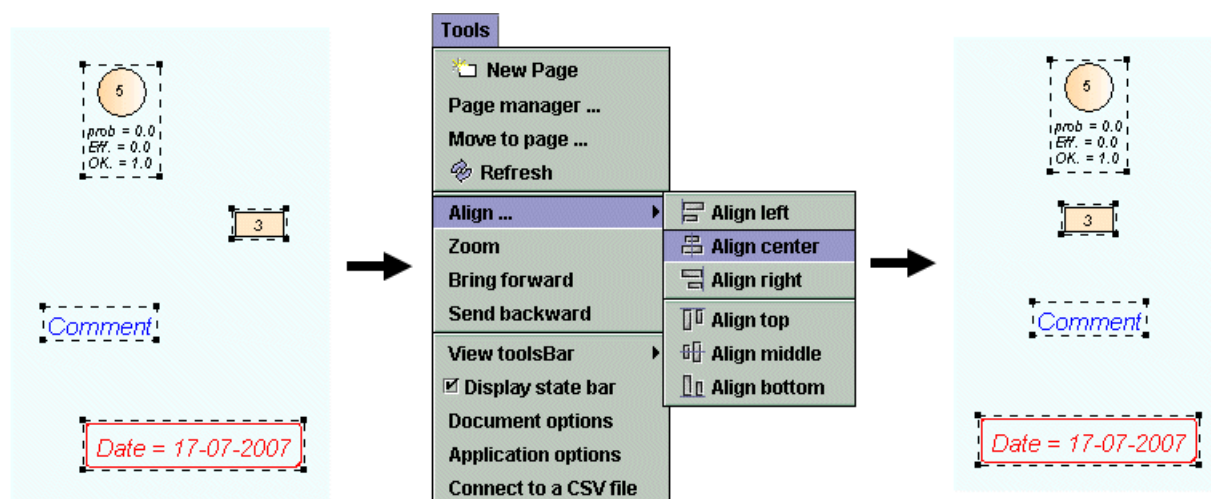 5
prob = 0.0
Eff. = 0.0
OK. = 1.0
3
Comment
Date = 17-07-2007
Tools
New Page
Page manager ...
Move to page ...
Refresh
Align ...
Zoom
Bring forward
Send backward
View toolsBar
Display state bar
Document options
Application options
Connect to a CSV file
Align left
Align center
Align right
Align top
Align middle
Align bottom
5
prob = 0.0
Eff. = 0.0
OK. = 1.0
3
Comment
Date = 17-07-2007